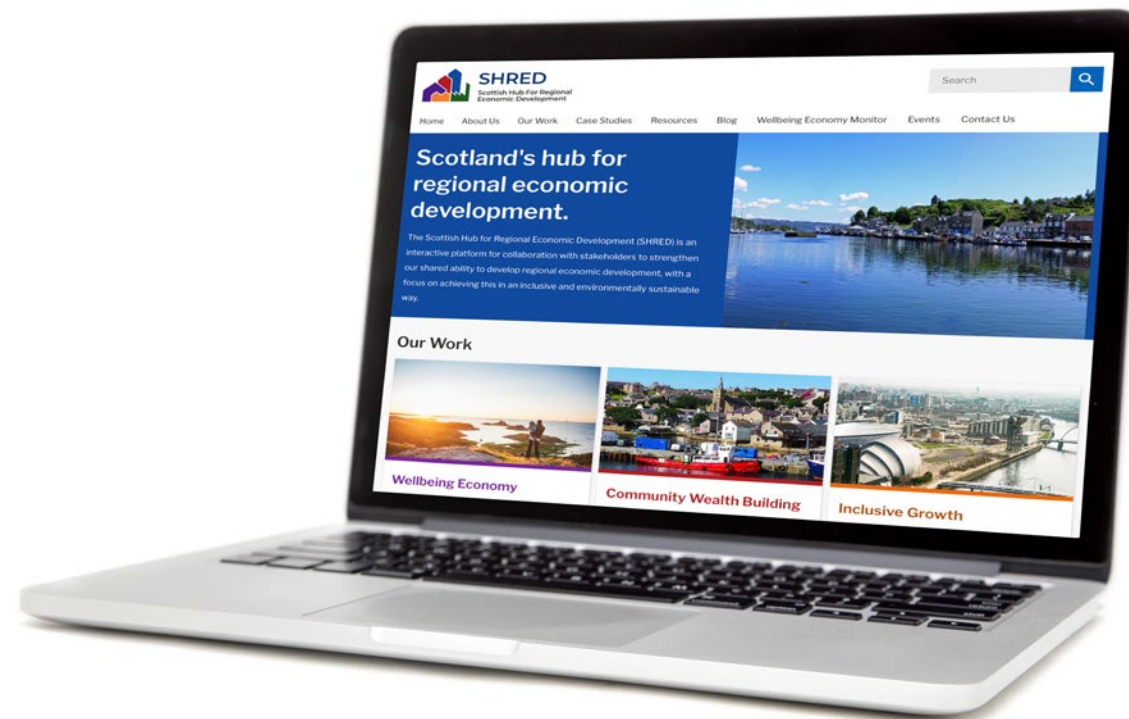 SHRED
Scottish Hub For Regional
Economic Development
Search
Home About Us Our Work Case Studies Resources Blog Wellbeing Economy Monitor Events Contact Us
Scotland's hub for
regional economic
development.
The Scottish Hub for Regional Economic Development (SHRED) is an
interactive platform for collaboration with stakeholders to strengthen
our shared ability to develop regional economic development, with a
focus on achieving this in an inclusive and environmentally sustainable
way.
Our Work
Wellbeing Economy
Community Wealth Building
Inclusive Growth